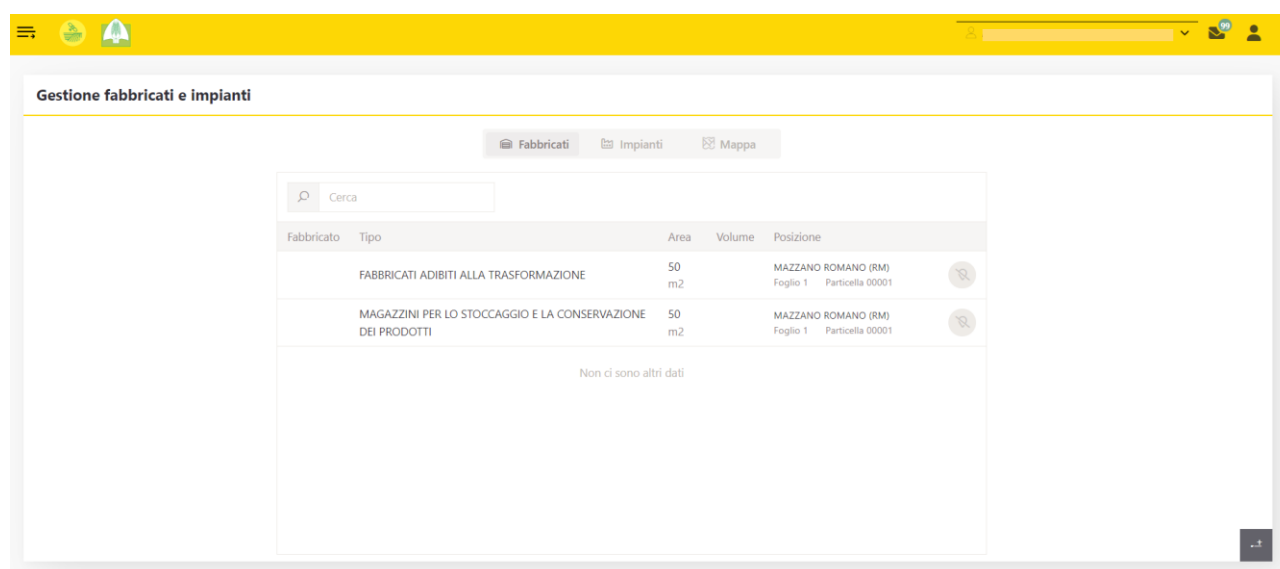 99
Gestione fabbricati e impianti
Fabbricati Impianti Mappa
Cerca
Fabbricato Tipo Area Volume Posizione
FABBRICATI ADIBITI ALLA TRASFORMAZIONE 50 m2 MAZZANO ROMANO (RM)
Foglio 1 Particella 00001
MAGAZZINI PER LO STOCCAGGIO E LA CONSERVAZIONE 50 MAZZANO ROMANO (RM)
DEI PRODOTTI m2 Foglio 1 Particella 00001
Non ci sono altri dati